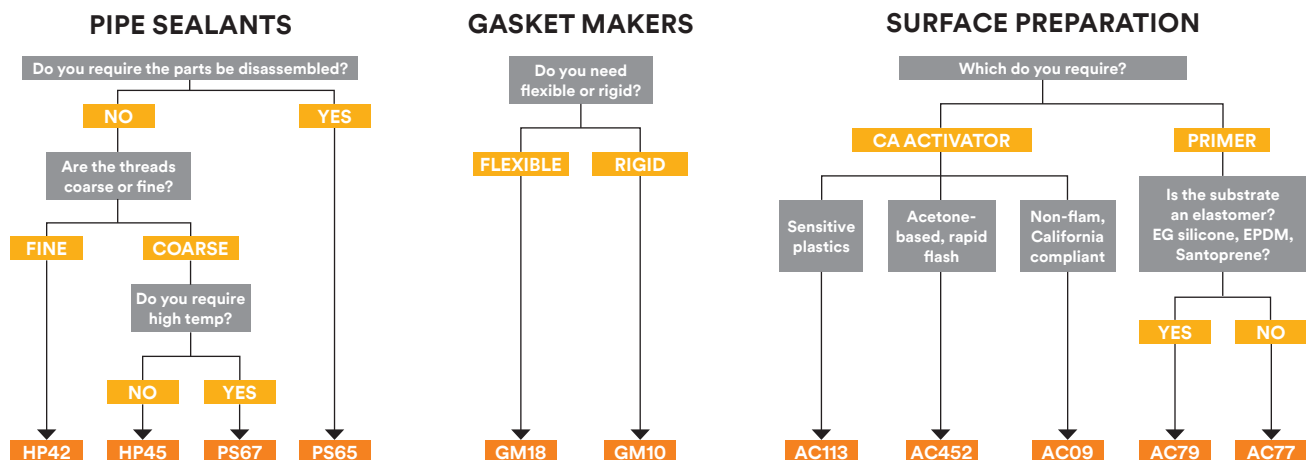 PIPE SEALANTS
Do you require the parts be disassembled?
NO
YES
Are the threads
coarse or fine?
FINE
COARSE
Do you require
high temp?
NO
YES
HP42
HP45
PS67
PS65
GASKET MAKERS
Do you need
flexible or rigid?
FLEXIBLE
RIGID
GM18
GM10
SURFACE PREPARATION
Which do you require?
CA ACTIVATOR
PRIMER
Sensitive
plastics
Acetone-
based, rapid
flash
Non-flam,
California
compliant
Is the substrate
an elastomer?
EG silicone, EPDM,
Santoprene?
YES
NO
AC113
AC452
AC09
AC79
AC77